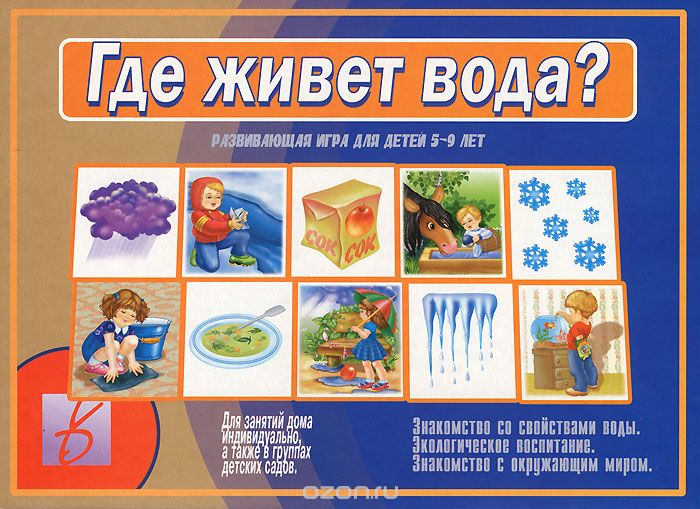 Где живет вода?
РАЗВИВАЮЩАЯ ИГРА ДЛЯ ДЕТЕЙ 5-9 ЛЕТ
СОК СОК
Для занятий дома
индивидуально,
а также в группах
детских садов.
Знакомство со свойствами воды.
Экологическое воспитание.
Знакомство с окружающим миром.
ozon.ru